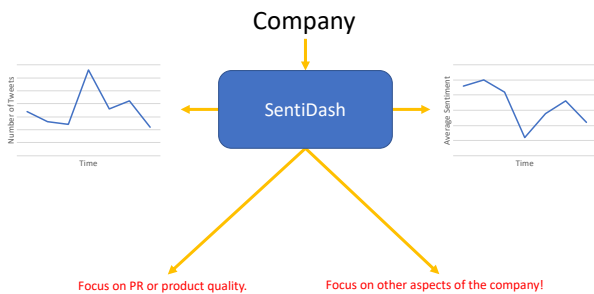 Company
Number of Tweets
Time
SentiDash
Average Sentiment
Time
Focus on PR or product quality.
Focus on other aspects of the company!